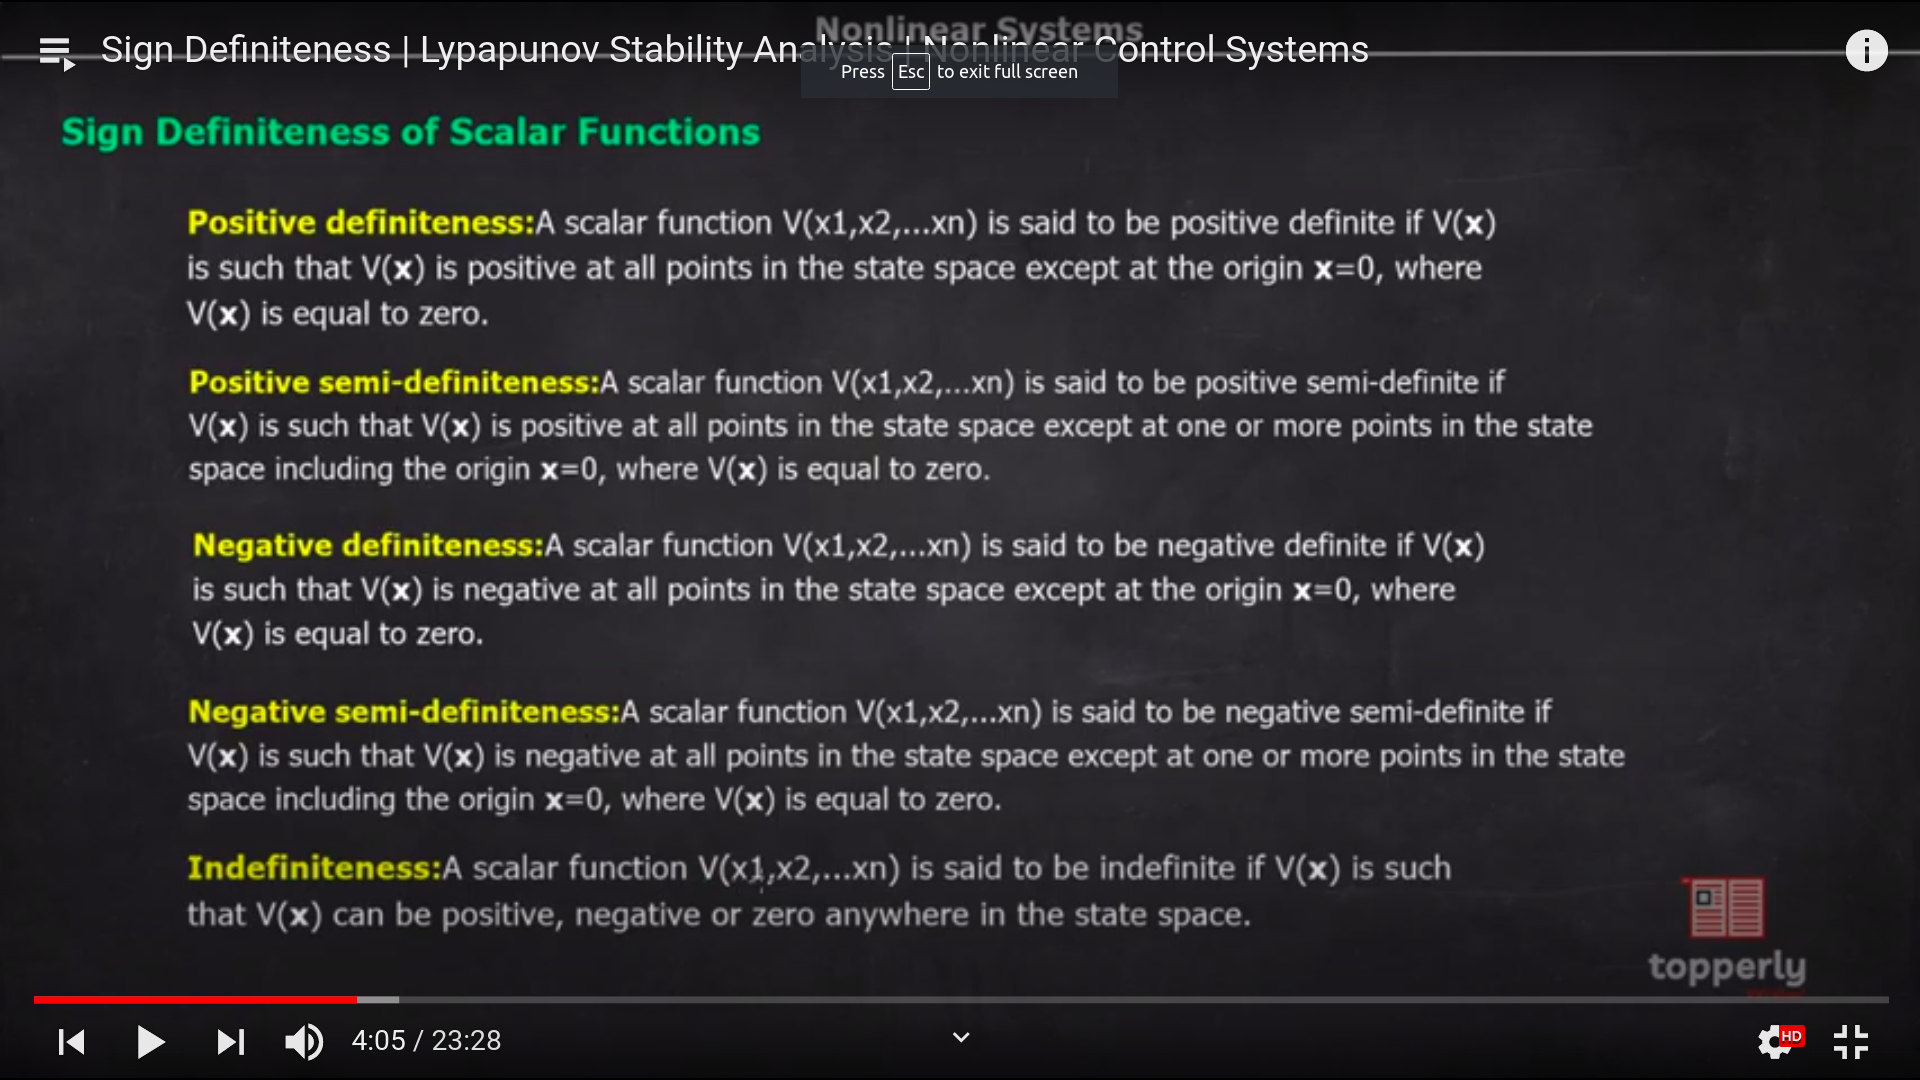 Nonlinear Systems
Sign Definiteness | Lypapunov Stability Analysis | Nonlinear Control Systems
Press Esc to exit full screen
Sign Definiteness of Scalar Functions
Positive definiteness:A scalar function V(x1,x2,...xn) is said to be positive definite if V(x)
is such that V(x) is positive at all points in the state space except at the origin x=0, where
V(x) is equal to zero.
Positive semi-definiteness:A scalar function V(x1,x2,...xn) is said to be positive semi-definite if
V(x) is such that V(x) is positive at all points in the state space except at one or more points in the state
space including the origin x=0, where V(x) is equal to zero.
Negative definiteness:A scalar function V(x1,x2,...xn) is said to be negative definite if V(x)
is such that V(x) is negative at all points in the state space except at the origin x=0, where
V(x) is equal to zero.
Negative semi-definiteness:A scalar function V(x1,x2,...xn) is said to be negative semi-definite if
V(x) is such that V(x) is negative at all points in the state space except at one or more points in the state
space including the origin x=0, where V(x) is equal to zero.
Indefiniteness:A scalar function V(x1,x2,...xn) is said to be indefinite if V(x) is such
that V(x) can be positive, negative or zero anywhere in the state space.
topperly
4:05 / 23:28
HD